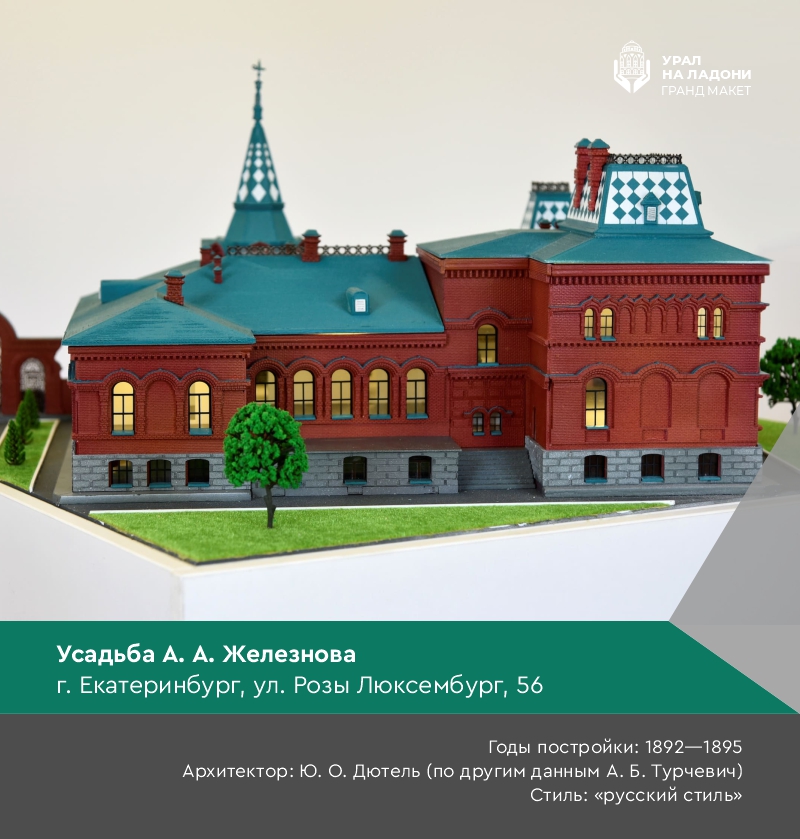 УРАЛ
НА ЛАДОНИ
ГРАНД МАКЕТ
Усадьба А. А. Железнова
г. Екатеринбург, ул. Розы Люксембург, 56
Годы постройки: 1892—1895
Архитектор: Ю. О. Дютель (по другим данным А. Б. Турчевич)
Стиль: «русский стиль»